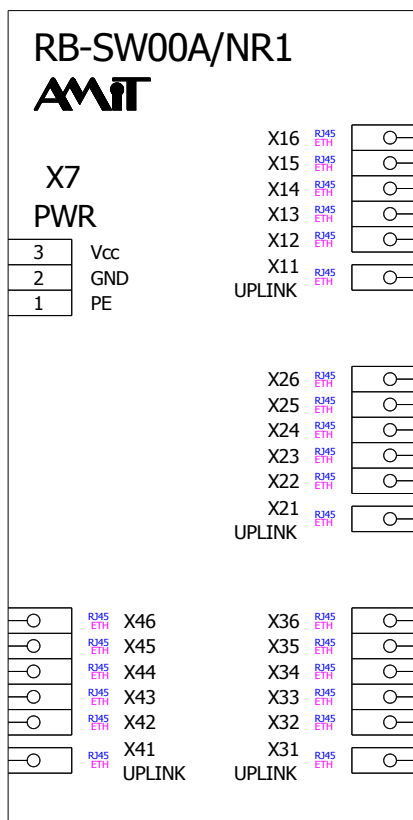 RB-SW00A/NR1
AMiT
X7
PWR
3 Vcc
2 GND
1 PE
X16 RJ45 ETH
X15 RJ45 ETH
X14 RJ45 ETH
X13 RJ45 ETH
X12 RJ45 ETH
X11 RJ45 ETH
UPLINK
X26 RJ45 ETH
X25 RJ45 ETH
X24 RJ45 ETH
X23 RJ45 ETH
X22 RJ45 ETH
X21 RJ45 ETH
UPLINK
RJ45 ETH X46
RJ45 ETH X45
RJ45 ETH X44
RJ45 ETH X43
RJ45 ETH X42
RJ45 ETH X41
UPLINK
X36 RJ45 ETH
X35 RJ45 ETH
X34 RJ45 ETH
X33 RJ45 ETH
X32 RJ45 ETH
X31 RJ45 ETH
UPLINK